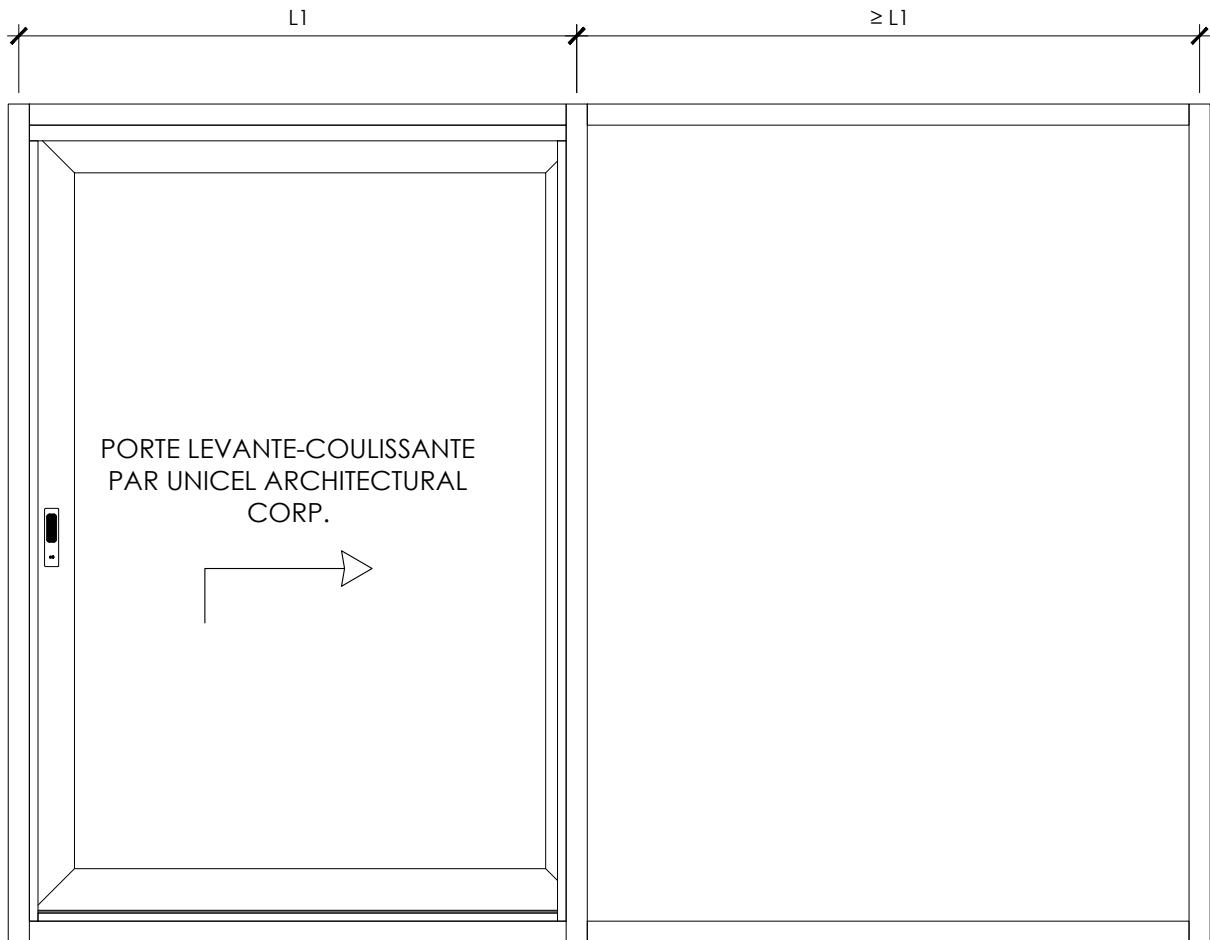 L1
≥ L1
PORTE LEVANTE-COULISSANTE
PAR UNICEL ARCHITECTURAL
CORP.